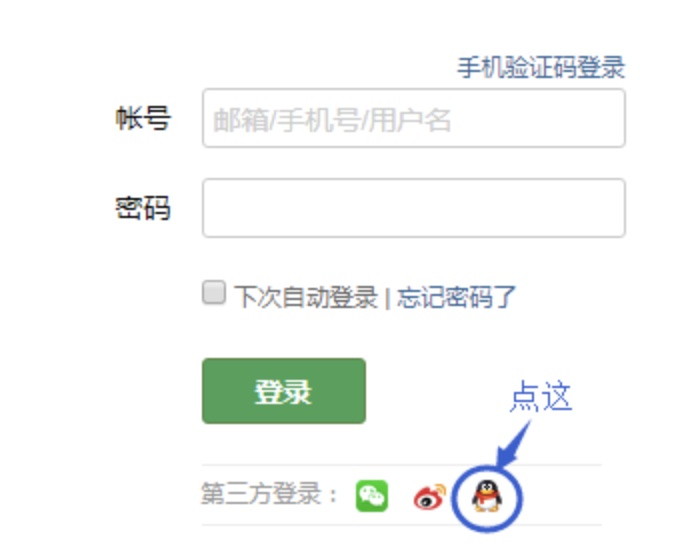 手机验证码登录
帐号 邮箱/手机号/用户名
密码
下次自动登录 | 忘记密码了
登录
点这
第三方登录：